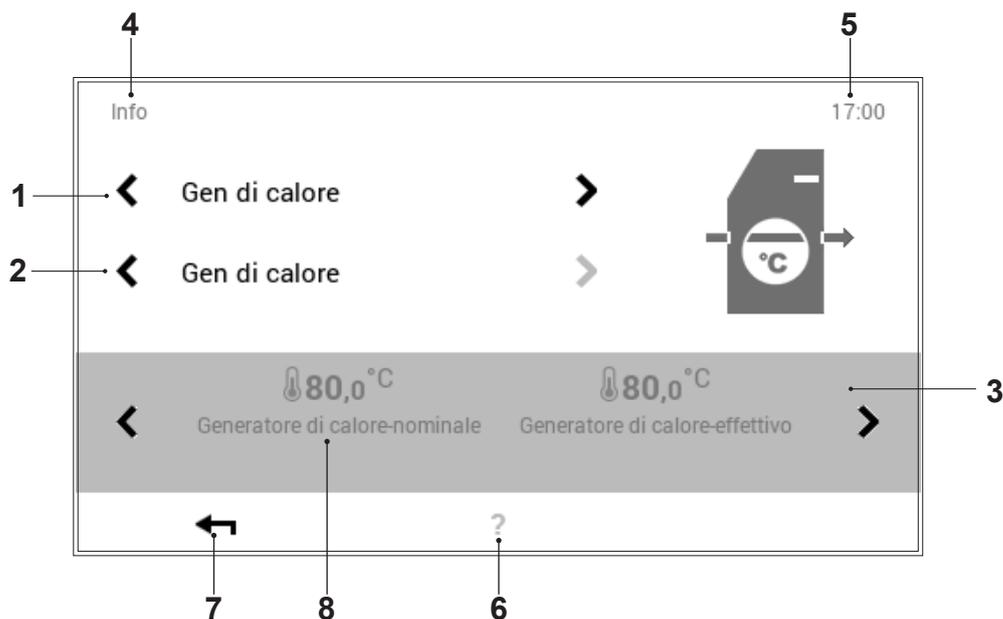 4 5
Info 17:00
1 Gen di calore
2 Gen di calore
°C
80,0°C 80,0°C
3
Generatore di calore-nominale Generatore di calore-effettivo
?
7 8 6